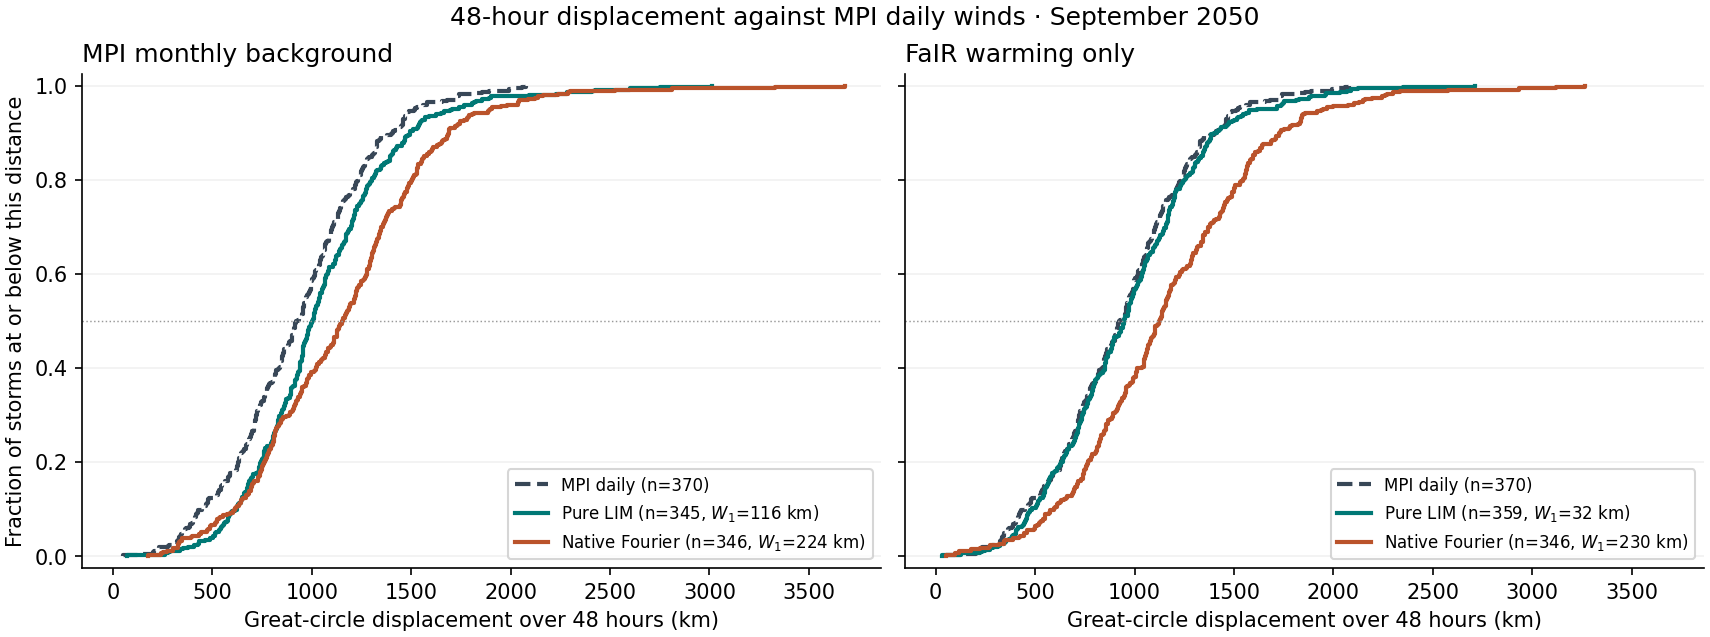 48-hour displacement against MPI daily winds · September 2050
MPI monthly background
Fraction of storms at or below this distance
1.0
0.8
0.6
0.4
0.2
0.0
MPI daily (n=370)
Pure LIM (n=345, W₁=116 km)
Native Fourier (n=346, W₁=224 km)
0 500 1000 1500 2000 2500 3000 3500
Great-circle displacement over 48 hours (km)
FaIR warming only
MPI daily (n=370)
Pure LIM (n=359, W₁=32 km)
Native Fourier (n=346, W₁=230 km)
0 500 1000 1500 2000 2500 3000 3500
Great-circle displacement over 48 hours (km)